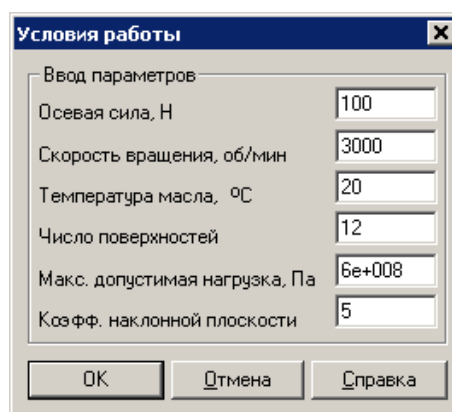 Условия работы
Ввод параметров
Осевая сила, Н 100
Скорость вращения, об/мин 3000
Температура масла, ºС 20
Число поверхностей 12
Макс. допустимая нагрузка, Па 6e+008
Коэфф. наклонной плоскости 5
OK Отмена Справка